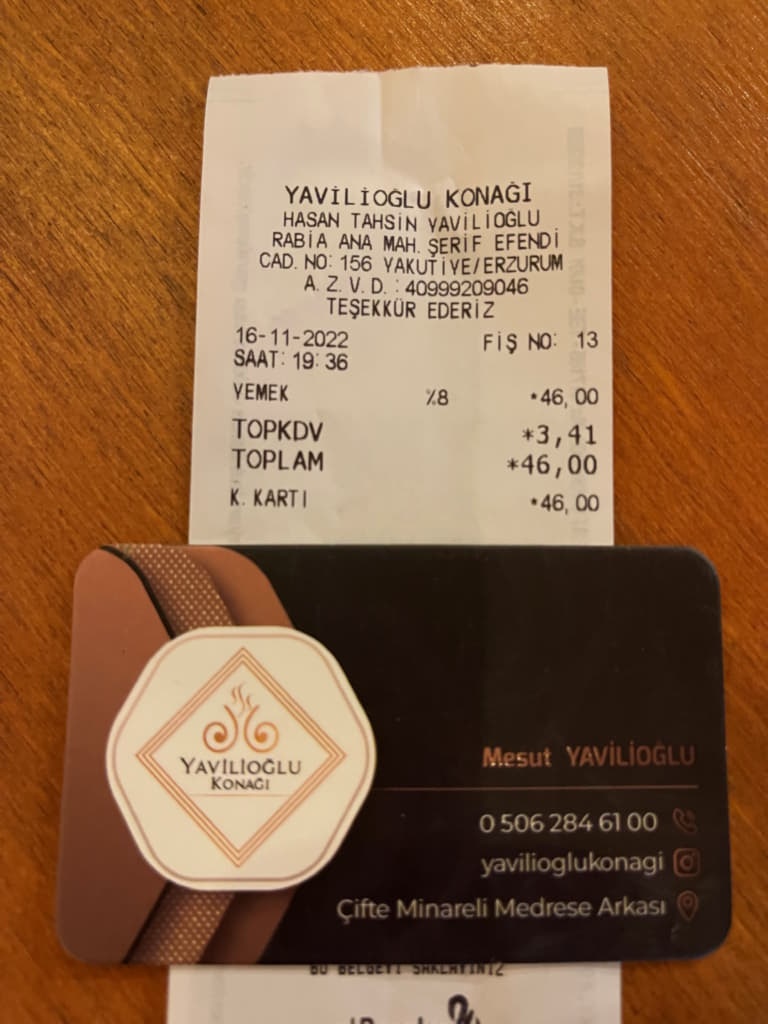 YAVİLİOĞLU KONAĞI
HASAN TAHSİN YAVİLİOĞLU
RABİA ANA MAH. ŞERİF EFENDİ
CAD. NO: 156 YAKUTİYE/ERZURUM
A. Z. V. D. : 40999209046
TEŞEKKÜR EDERİZ
16-11-2022 FİŞ NO: 13
SAAT: 19:36
YEMEK %8 *46,00
TOPKDV *3,41
TOPLAM *46,00
K. KARTI *46,00
YAVİLİOĞLU
KONAĞI
Mesut YAVİLİOĞLU
0 506 284 61 00
yavilioglukonagi
Çifte Minareli Medrese Arkası
BU BELGEYİ SAKLAYINIZ